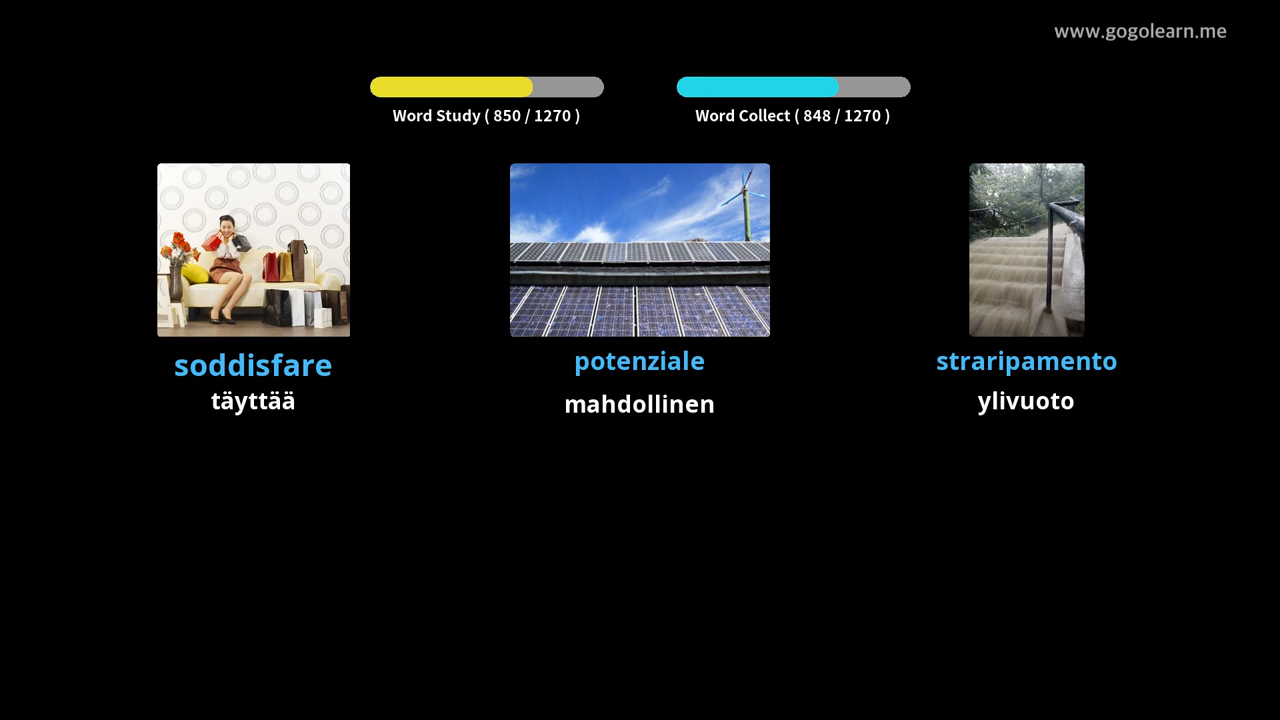 www.gogolearn.me
Word Study ( 850 / 1270 )
Word Collect ( 848 / 1270 )
soddisfare
täyttää
potenziale
mahdollinen
straripamento
ylivuoto